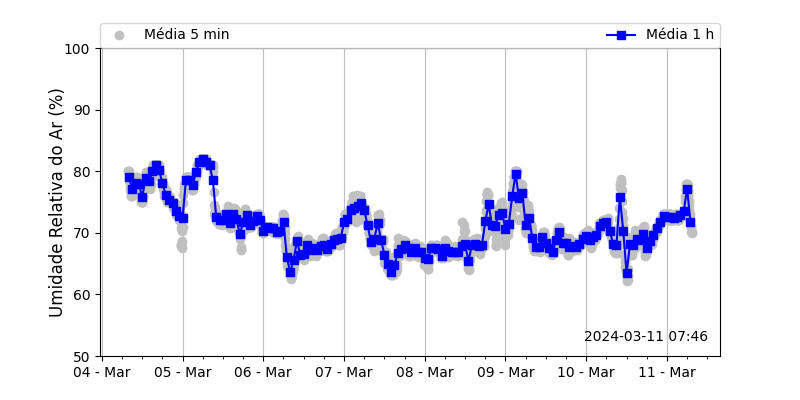 Média 5 min
Média 1 h
Umidade Relativa do Ar (%)
100
90
80
70
60
50
2024-03-11 07:46
04 - Mar
05 - Mar
06 - Mar
07 - Mar
08 - Mar
09 - Mar
10 - Mar
11 - Mar